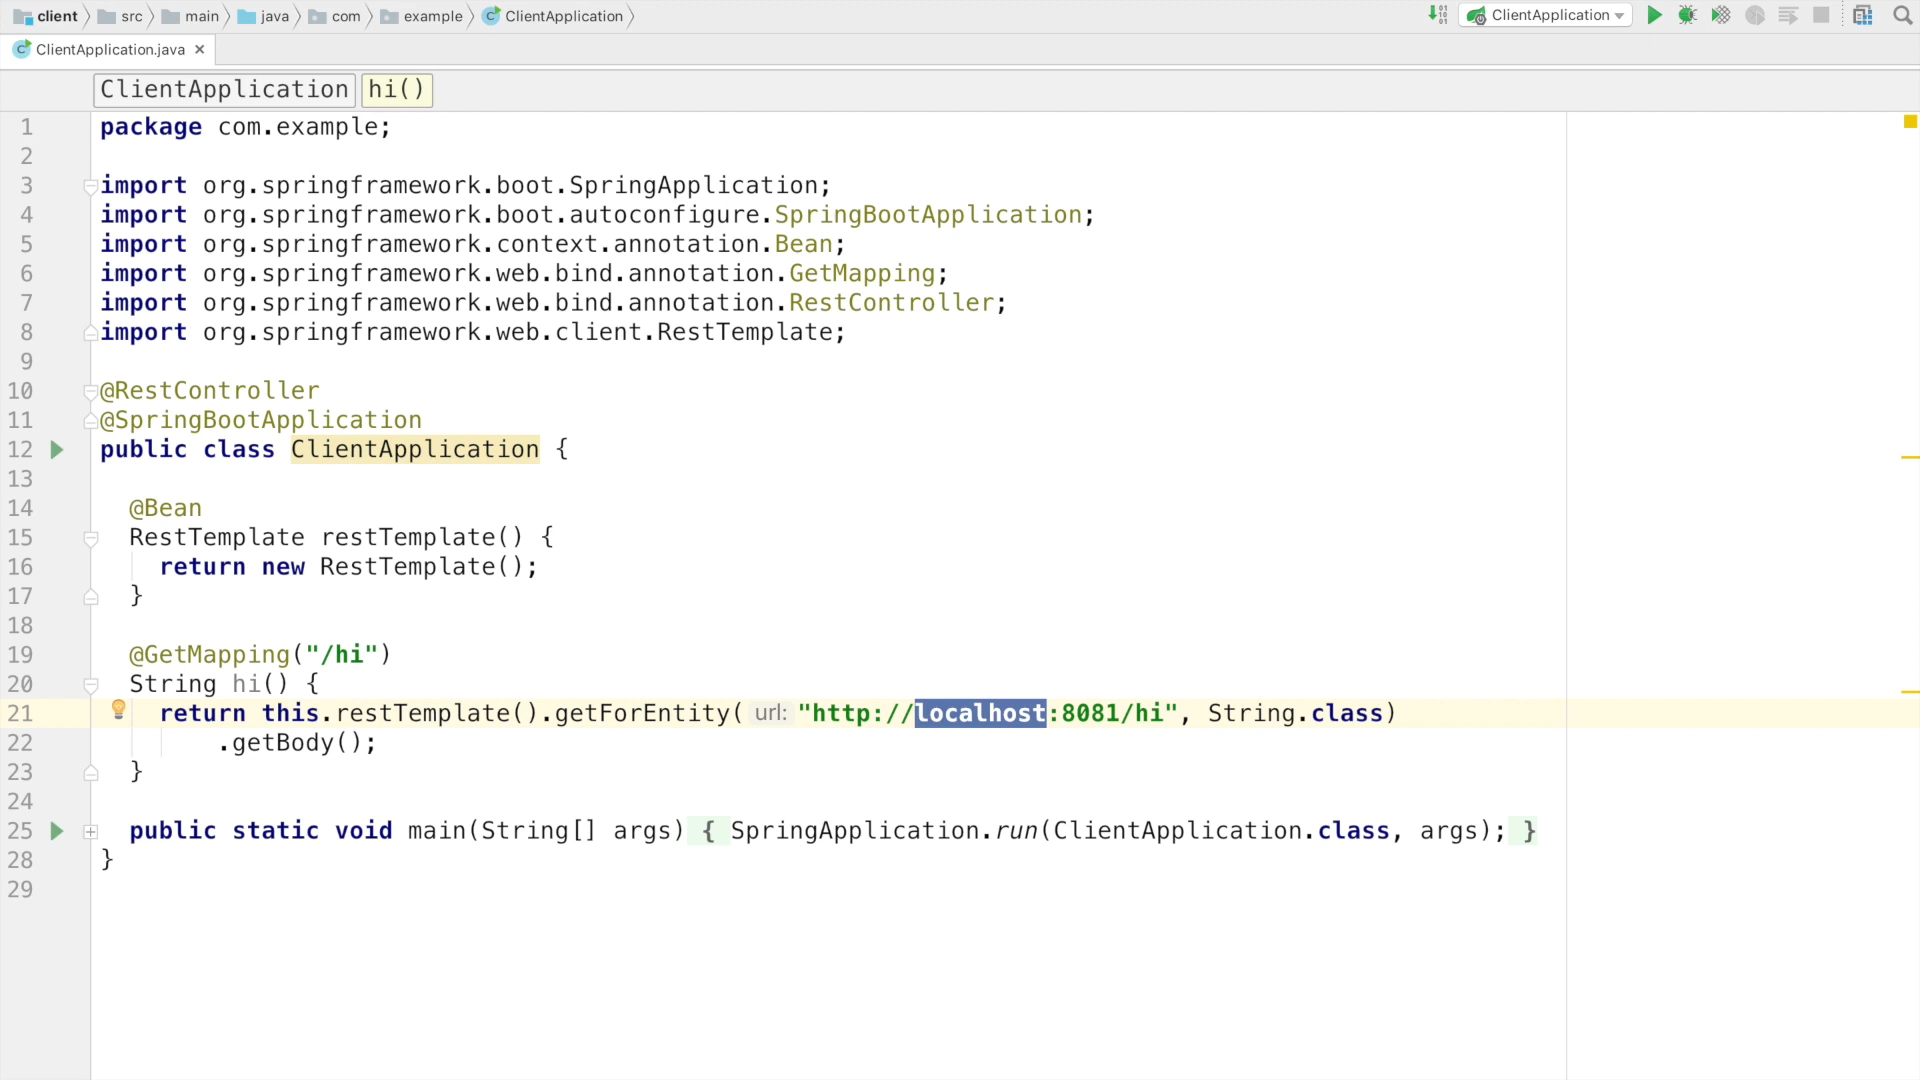 client src main java com example ClientApplication ClientApplication
ClientApplication.java
ClientApplication hi()
1 package com.example;
2
3 import org.springframework.boot.SpringApplication;
4 import org.springframework.boot.autoconfigure.SpringBootApplication;
5 import org.springframework.context.annotation.Bean;
6 import org.springframework.web.bind.annotation.GetMapping;
7 import org.springframework.web.bind.annotation.RestController;
8 import org.springframework.web.client.RestTemplate;
9
10 @RestController
11 @SpringBootApplication
12 public class ClientApplication {
13
14 @Bean
15 RestTemplate restTemplate() {
16 return new RestTemplate();
17 }
18
19 @GetMapping("/hi")
20 String hi() {
21 return this.restTemplate().getForEntity( url: "http://localhost:8081/hi", String.class)
22 .getBody();
23 }
24
25 public static void main(String[] args) { SpringApplication.run(ClientApplication.class, args); }
28 }
29